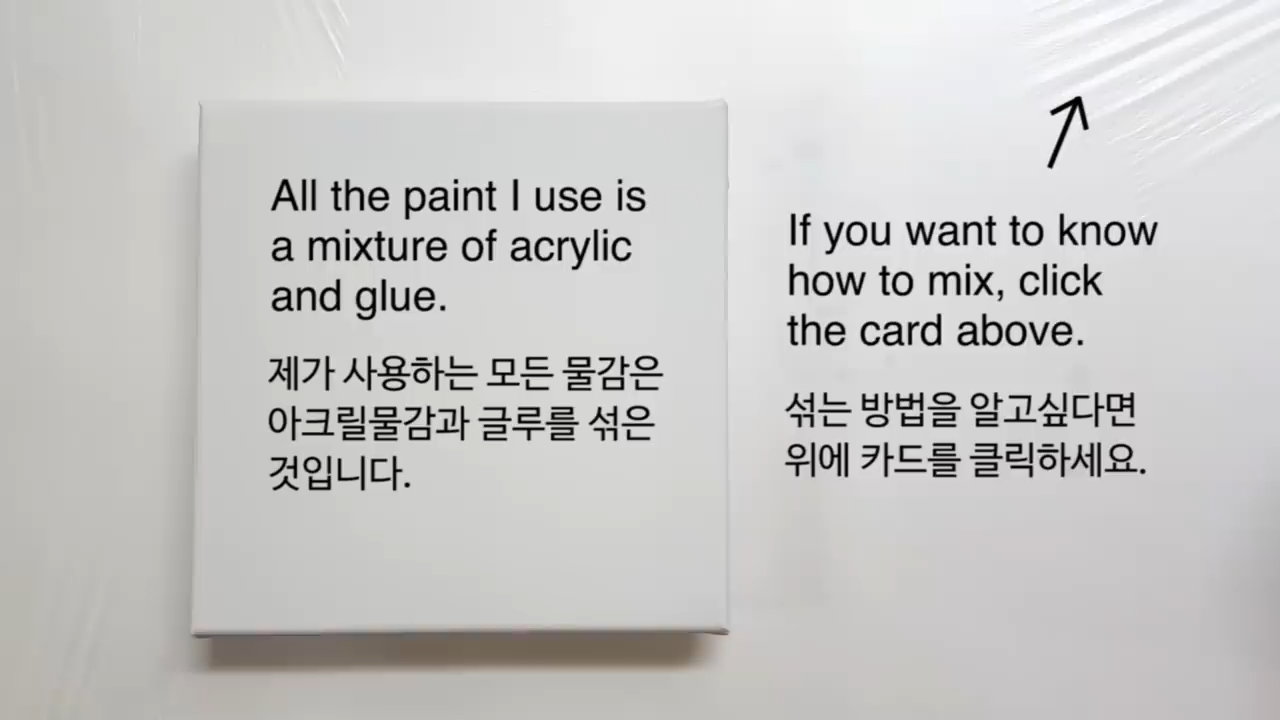 All the paint I use is
a mixture of acrylic
and glue.
제가 사용하는 모든 물감은
아크릴물감과 글루를 섞은
것입니다.
If you want to know
how to mix, click
the card above.
섞는 방법을 알고싶다면
위에 카드를 클릭하세요.